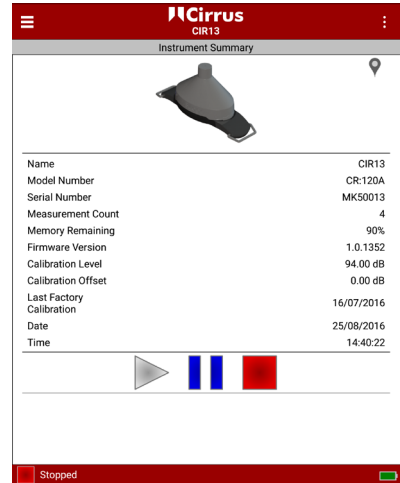 Cirrus
CIR13
Instrument Summary
Name CIR13
Model Number CR:120A
Serial Number MK50013
Measurement Count 4
Memory Remaining 90%
Firmware Version 1.0.1352
Calibration Level 94.00 dB
Calibration Offset 0.00 dB
Last Factory
Calibration 16/07/2016
Date 25/08/2016
Time 14:40:22
Stopped